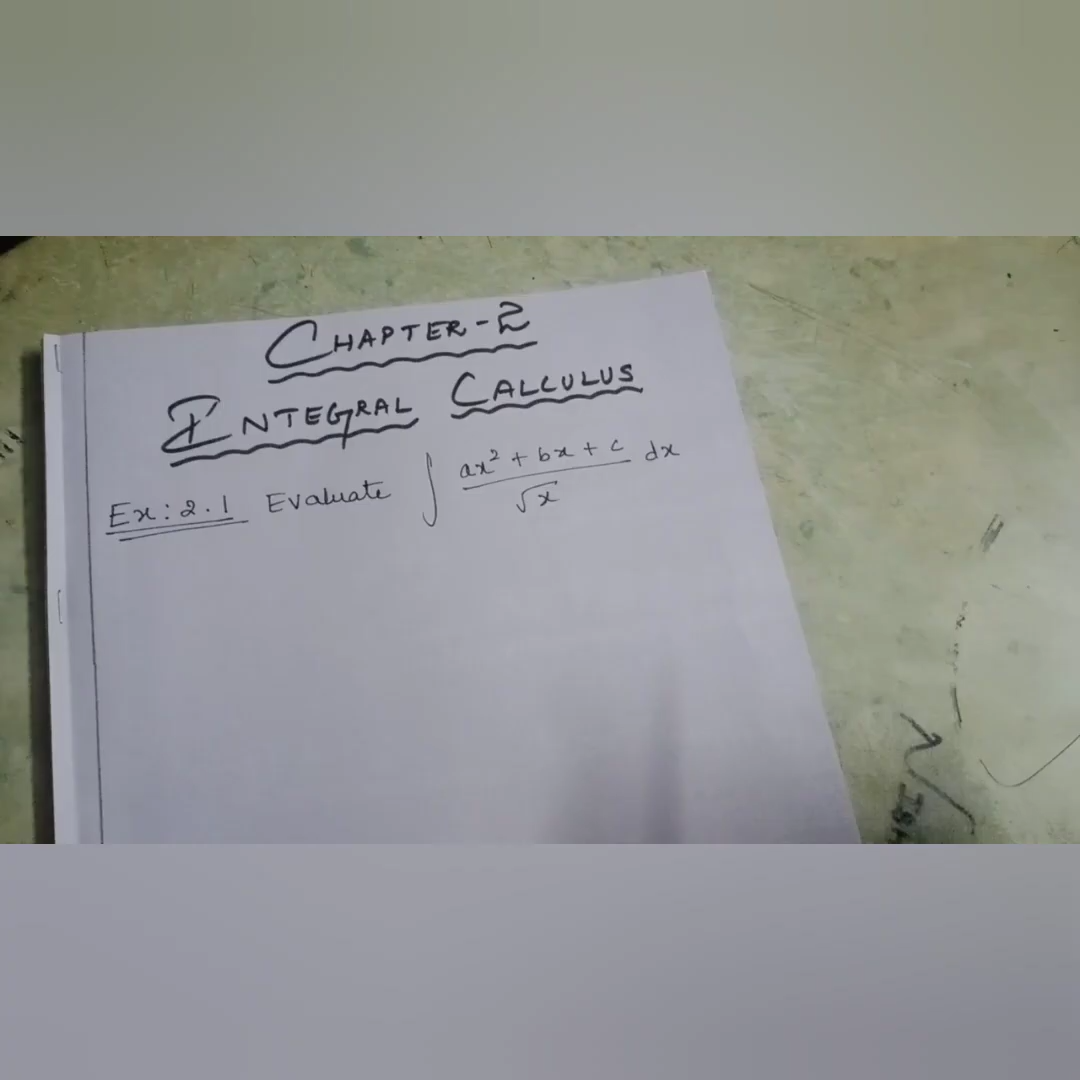 CHAPTER-2
INTEGRAL CALCULUS
Ex: 2.1 Evaluate ∫ (ax² + bx + c)/√x dx